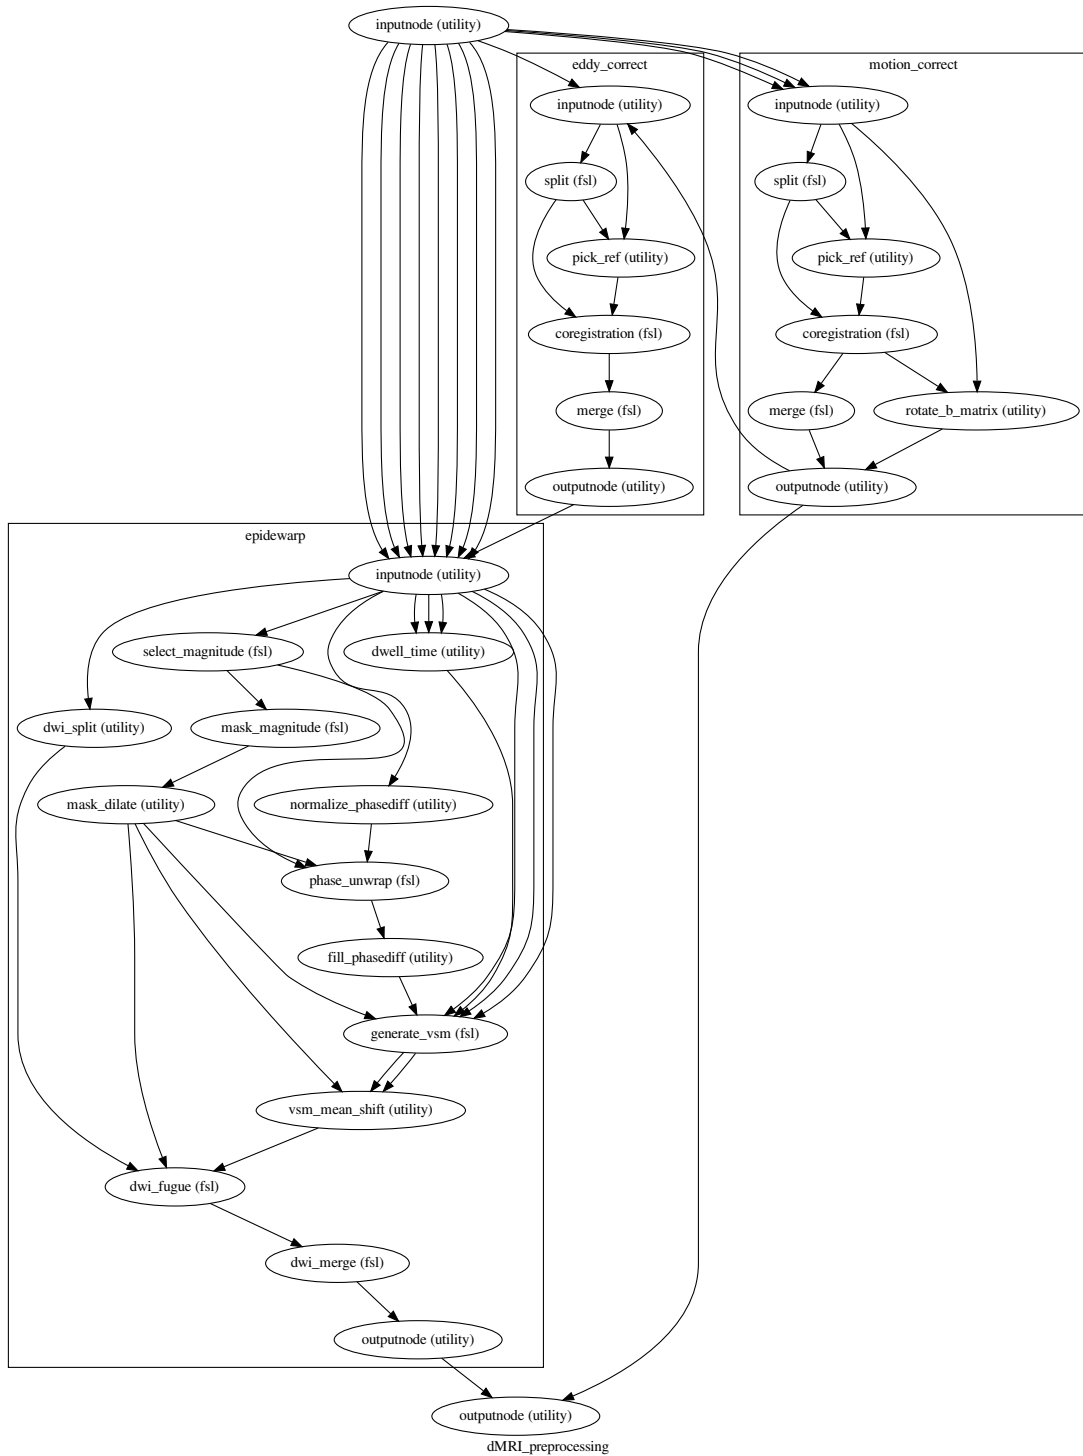 inputnode (utility)
eddy_correct
motion_correct
inputnode (utility)
inputnode (utility)
split (fsl)
split (fsl)
pick_ref (utility)
pick_ref (utility)
coregistration (fsl)
coregistration (fsl)
merge (fsl)
merge (fsl)
rotate_b_matrix (utility)
outputnode (utility)
outputnode (utility)
epidewarp
inputnode (utility)
select_magnitude (fsl)
dwell_time (utility)
dwi_split (utility)
mask_magnitude (fsl)
mask_dilate (utility)
normalize_phasediff (utility)
phase_unwrap (fsl)
fill_phasediff (utility)
generate_vsm (fsl)
vsm_mean_shift (utility)
dwi_fugue (fsl)
dwi_merge (fsl)
outputnode (utility)
outputnode (utility)
dMRI_preprocessing